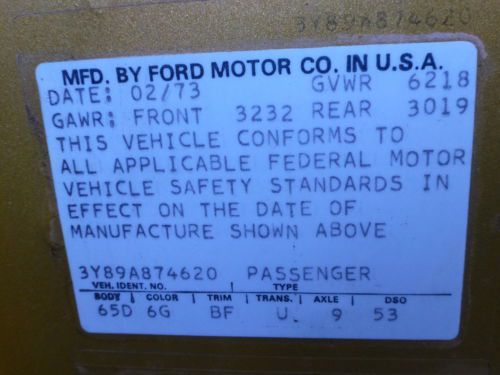 3Y89A874620
MFD. BY FORD MOTOR CO. IN U.S.A.
DATE: 02/73 GVWR 6218
GAWR: FRONT 3232 REAR 3019
THIS VEHICLE CONFORMS TO
ALL APPLICABLE FEDERAL MOTOR
VEHICLE SAFETY STANDARDS IN
EFFECT ON THE DATE OF
MANUFACTURE SHOWN ABOVE
3Y89A874620 PASSENGER
VEH. IDENT. NO. TYPE
BODY COLOR TRIM TRANS. AXLE DSO
65D 6G BF U 9 53